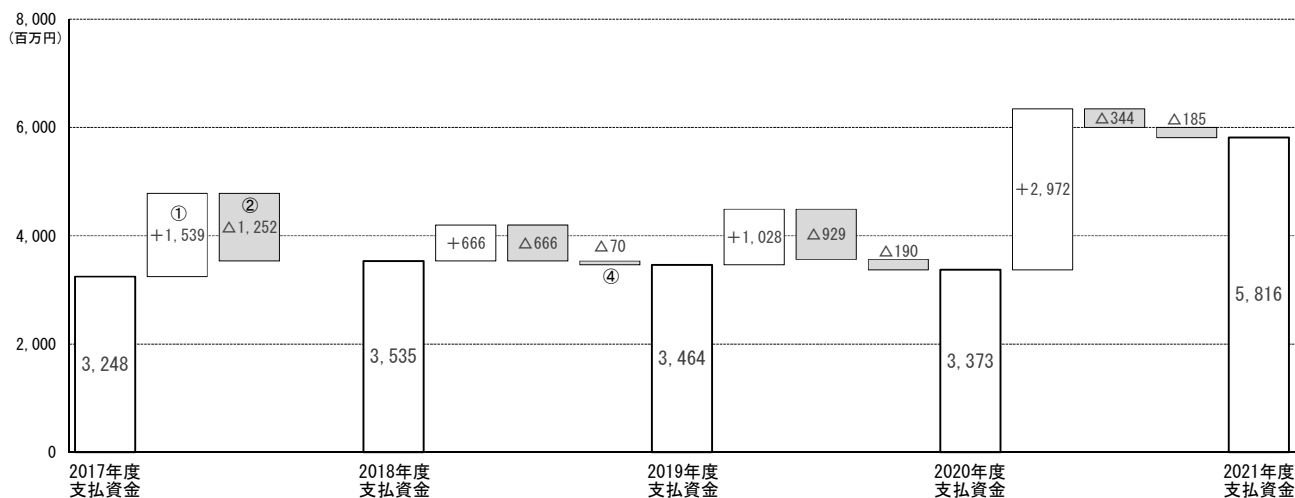 8,000
(百万円)
6,000
4,000
2,000
0
3,248
①
+1,539
②
△1,252
3,535
+666
△666
△70
④
3,464
+1,028
△929
△190
3,373
+2,972
△344
△185
5,816
2017年度
支払資金
2018年度
支払資金
2019年度
支払資金
2020年度
支払資金
2021年度
支払資金